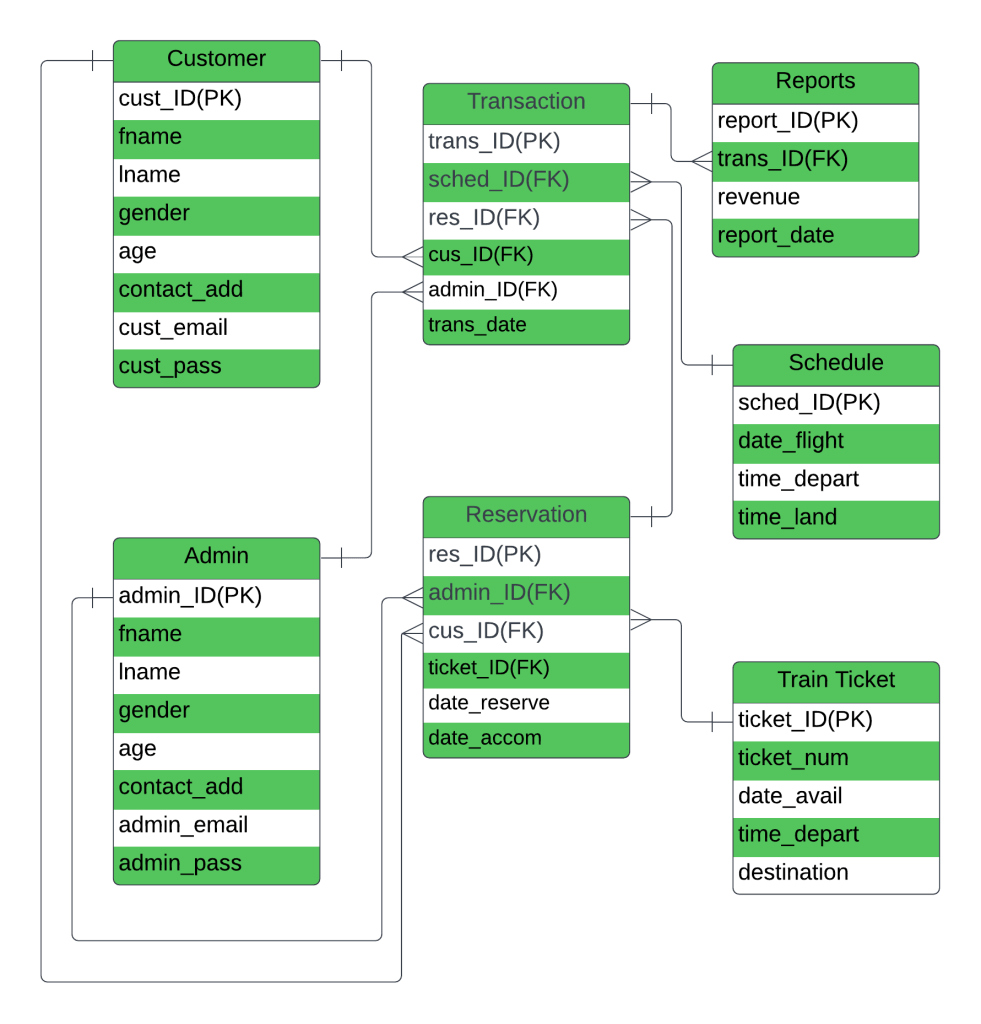 Customer
cust_ID(PK)
fname
lname
gender
age
contact_add
cust_email
cust_pass
Transaction
trans_ID(PK)
sched_ID(FK)
res_ID(FK)
cus_ID(FK)
admin_ID(FK)
trans_date
Reports
report_ID(PK)
trans_ID(FK)
revenue
report_date
Schedule
sched_ID(PK)
date_flight
time_depart
time_land
Admin
admin_ID(PK)
fname
lname
gender
age
contact_add
admin_email
admin_pass
Reservation
res_ID(PK)
admin_ID(FK)
cus_ID(FK)
ticket_ID(FK)
date_reserve
date_accom
Train Ticket
ticket_ID(PK)
ticket_num
date_avail
time_depart
destination